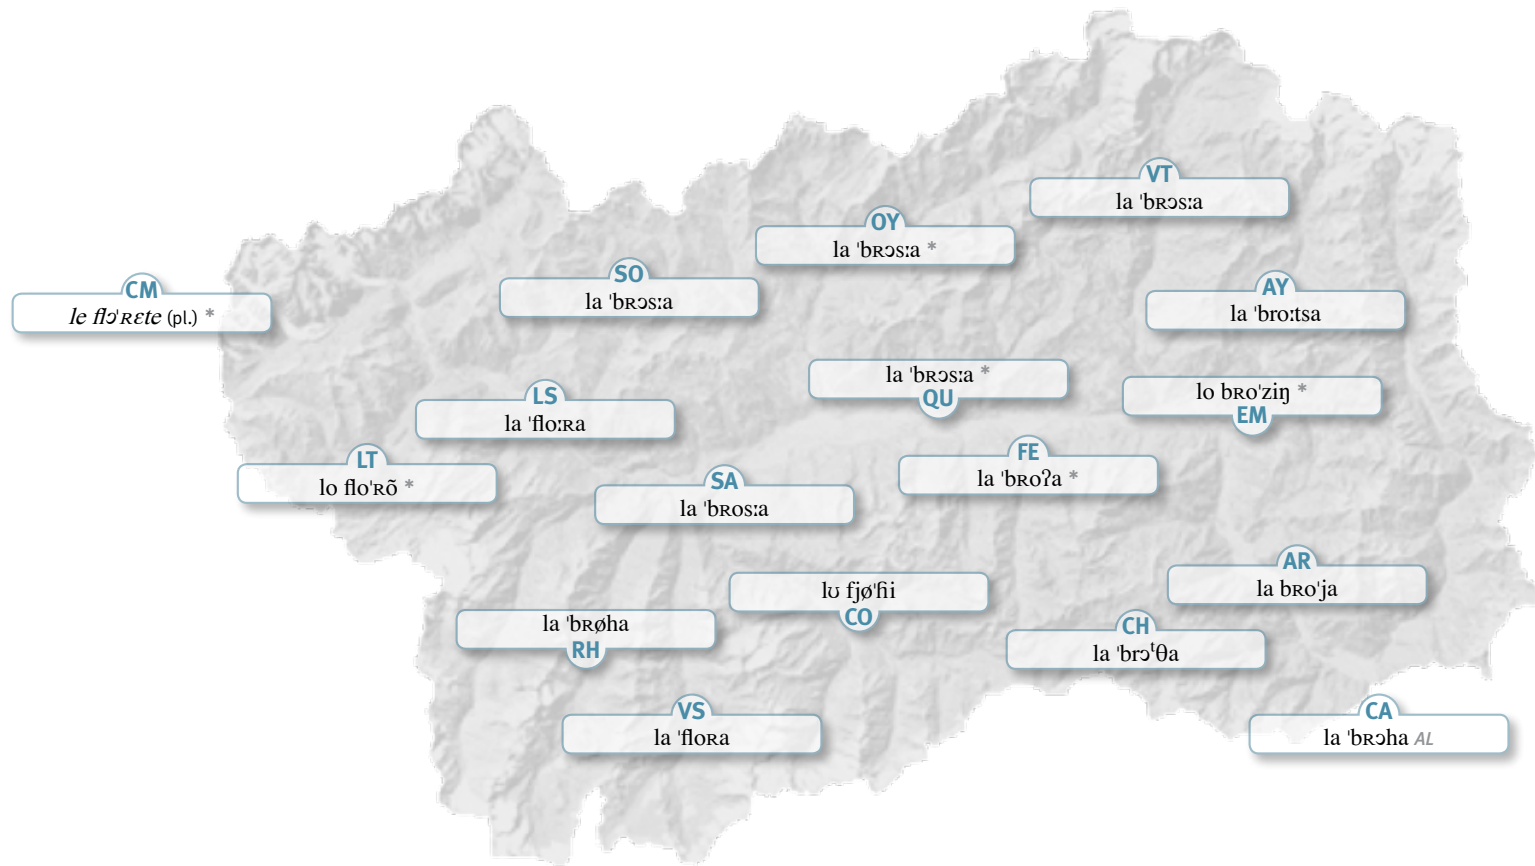 VT
la ˈbʀɔsːa
OY
la ˈbʀɔsːa *
SO
la ˈbʀɔsːa
CM
le flɔˈʀɛte (pl.) *
AY
la ˈbroːtsa
la ˈbʀɔsːa *
QU
lo bʀoˈziŋ *
EM
LS
la ˈfloːʀa
LT
lo floˈʀõ *
FE
la ˈbʀoʔa *
SA
la ˈbʀosːa
AR
la bʀoˈja
lʊ fjøˈɦi
CO
la ˈbʀøha
RH
CH
la ˈbrɔᵗθa
VS
la ˈfloʀa
CA
la ˈbʀɔha AL